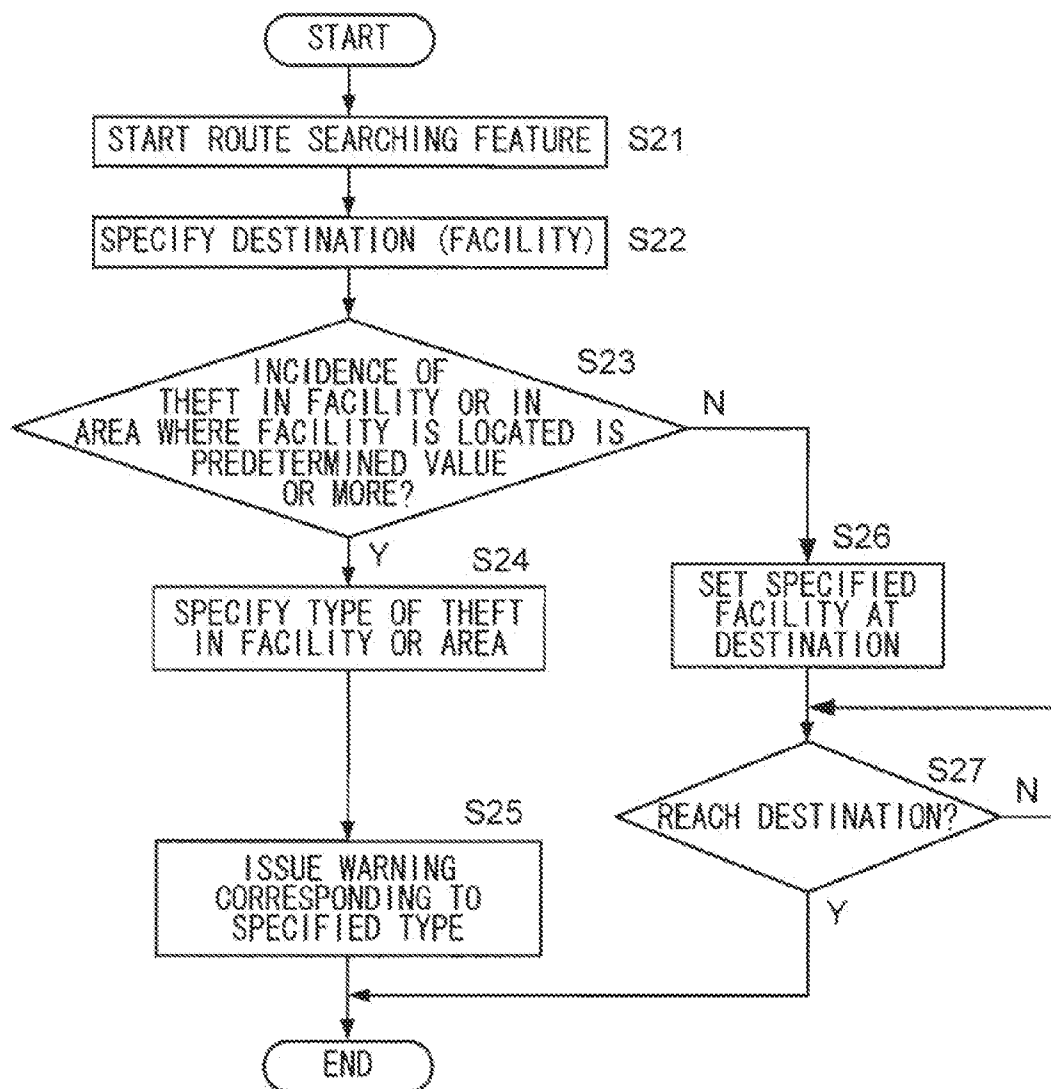 START
START ROUTE SEARCHING FEATURE
S21
SPECIFY DESTINATION (FACILITY)
S22
S23
INCIDENCE OF
THEFT IN FACILITY OR IN
AREA WHERE FACILITY IS LOCATED IS
PREDETERMINED VALUE
OR MORE?
N
Y
S24
SPECIFY TYPE OF THEFT
IN FACILITY OR AREA
S26
SET SPECIFIED
FACILITY AT
DESTINATION
S27
REACH DESTINATION?
N
Y
S25
ISSUE WARNING
CORRESPONDING TO
SPECIFIED TYPE
END